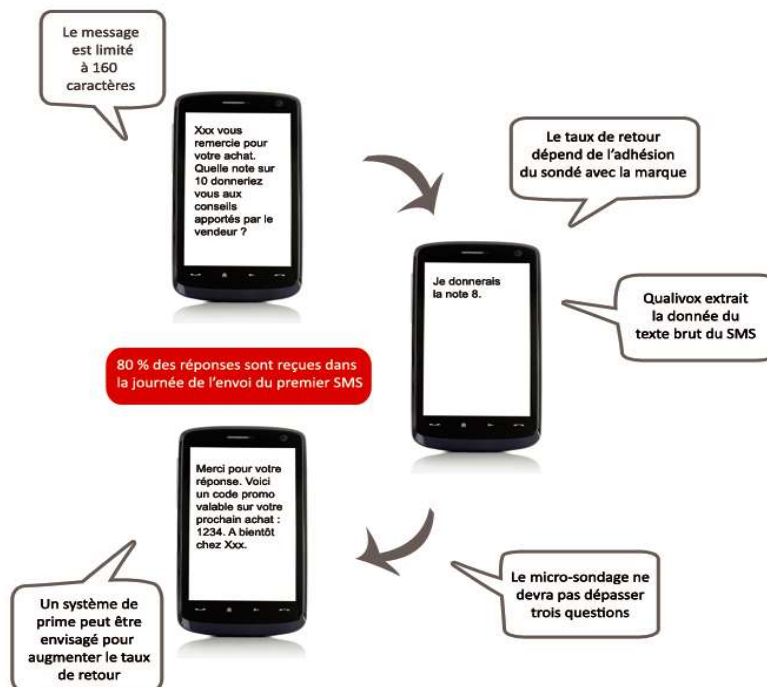 Le message
est limité
à 160
caractères
Xxx vous
remercie pour
votre achat.
Quelle note sur
10 donneriez
vous aux
conseils
apportés par le
vendeur ?
Le taux de retour
dépend de l'adhésion
du sondé avec la marque
Je donnerais
la note 8.
Qualivox extrait
la donnée du
texte brut du SMS
80 % des réponses sont reçues dans
la journée de l'envoi du premier SMS
Merci pour votre
réponse. Voici
un code promo
valable sur votre
prochain achat :
1234. A bientôt
chez Xxx.
Le micro-sondage ne
devra pas dépasser
trois questions
Un système de
prime peut être
envisagé pour
augmenter le taux
de retour